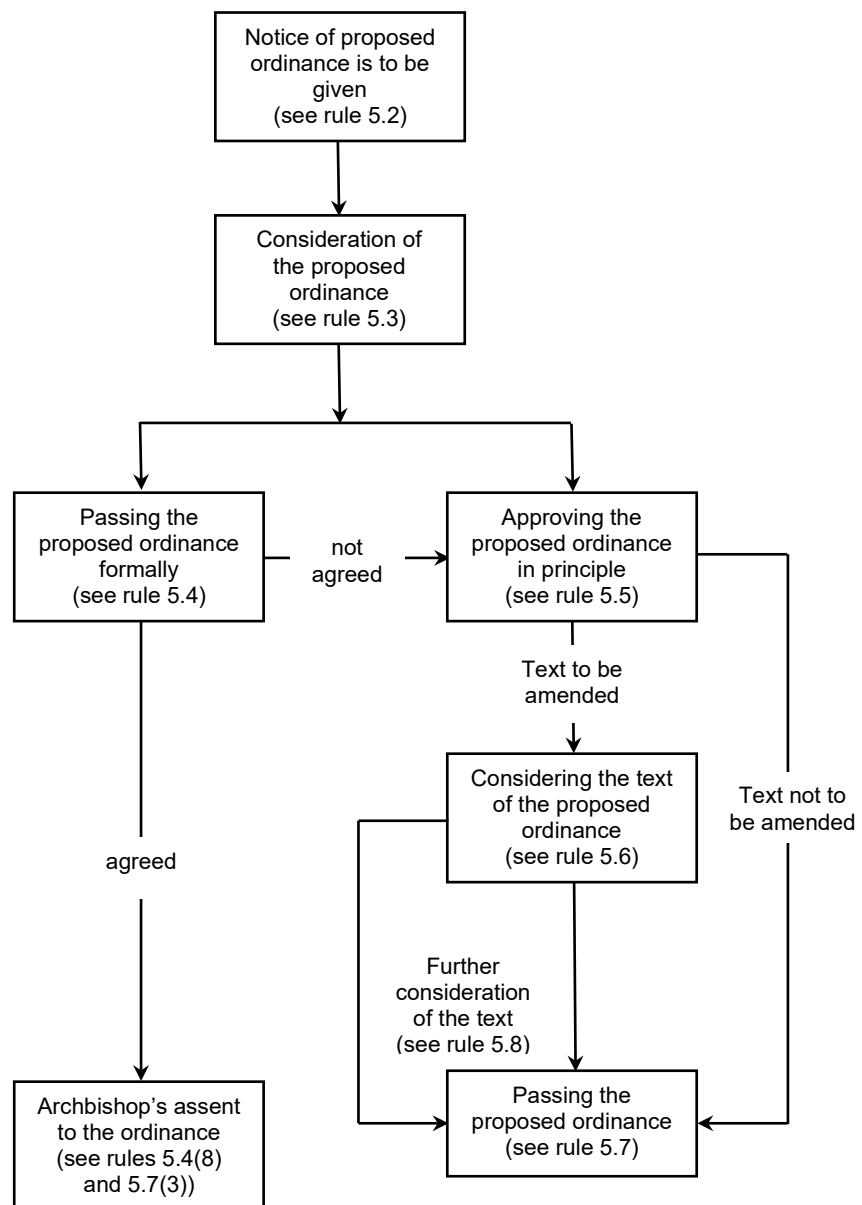 Notice of proposed
ordinance is to be
given
(see rule 5.2)
Consideration of
the proposed
ordinance
(see rule 5.3)
Passing the
proposed ordinance
formally
(see rule 5.4)
not
agreed
Approving the
proposed ordinance
in principle
(see rule 5.5)
Text to be
amended
Considering the text
of the proposed
ordinance
(see rule 5.6)
Text not to
be amended
agreed
Further
consideration
of the text
(see rule 5.8)
Archbishop’s assent
to the ordinance
(see rules 5.4(8)
and 5.7(3))
Passing the
proposed ordinance
(see rule 5.7)